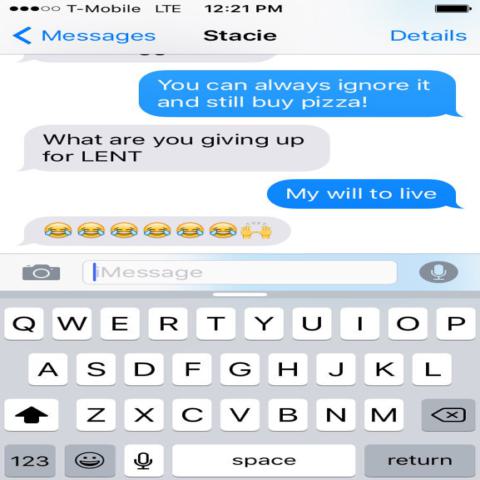 T-Mobile LTE 12:21 PM
Messages Stacie Details
You can always ignore it
and still buy pizza!
What are you giving up
for LENT
My will to live
😂😂😂😂😂😂🙌
iMessage
Q W E R T Y U I O P
A S D F G H J K L
Z X C V B N M
123 space return